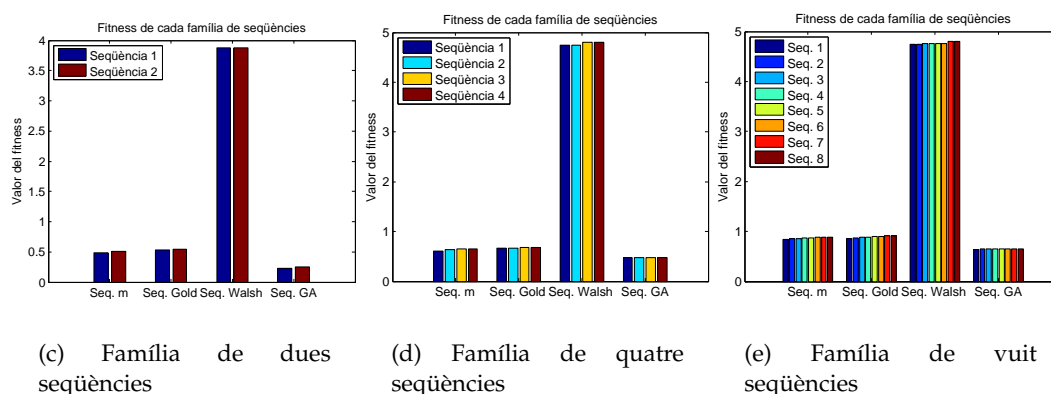 Fitness de cada família de seqüències
Valor del fitness
4
3.5
3
2.5
2
1.5
1
0.5
0
Seqüència 1
Seqüència 2
Seq. m
Seq. Gold
Seq. Walsh
Seq. GA
(c) Família de dues
seqüències
Fitness de cada família de seqüències
Valor del fitness
5
4
3
2
1
0
Seqüència 1
Seqüència 2
Seqüència 3
Seqüència 4
Seq. m
Seq. Gold
Seq. Walsh
Seq. GA
(d) Família de quatre
seqüències
Fitness de cada família de seqüències
Valor del fitness
5
4
3
2
1
0
Seq. 1
Seq. 2
Seq. 3
Seq. 4
Seq. 5
Seq. 6
Seq. 7
Seq. 8
Seq. m
Seq. Gold
Seq. Walsh
Seq. GA
(e) Família de vuit
seqüències